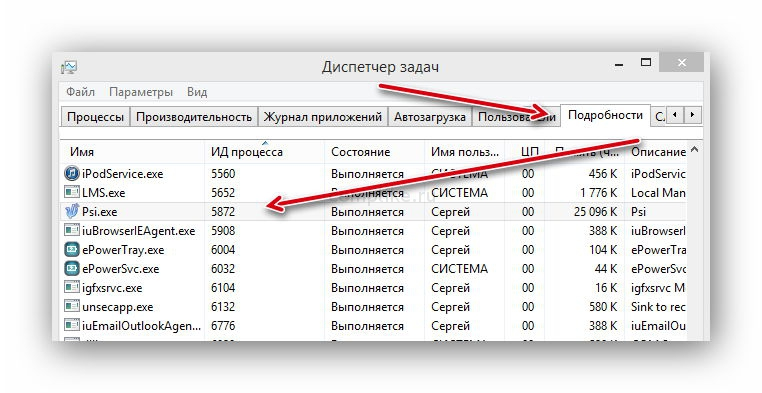 Диспетчер задач
Файл Параметры Вид
Процессы Производительность Журнал приложений Автозагрузка Пользователи Подробности
Имя ИД процесса Состояние Имя польз... ЦП Память (ч... Описание
iPodService.exe 5560 Выполняется СИСТЕМА 00 456 K iPodServic
LMS.exe 5652 Выполняется СИСТЕМА 00 1 776 K Local Man
Psi.exe 5872 Выполняется Сергей 00 25 096 K Psi
iuBrowserIEAgent.exe 5908 Выполняется Сергей 00 388 K iuBrowserI
ePowerTray.exe 6004 Выполняется Сергей 00 104 K ePowerTra
ePowerSvc.exe 6032 Выполняется СИСТЕМА 00 44 K ePowerSvc
igfxsrvc.exe 6104 Выполняется Сергей 00 16 K igfxsrvc M
unsecapp.exe 6132 Выполняется Сергей 00 580 K Sink to rec
iuEmailOutlookAgen... 6776 Выполняется Сергей 00 388 K iuEmailOu